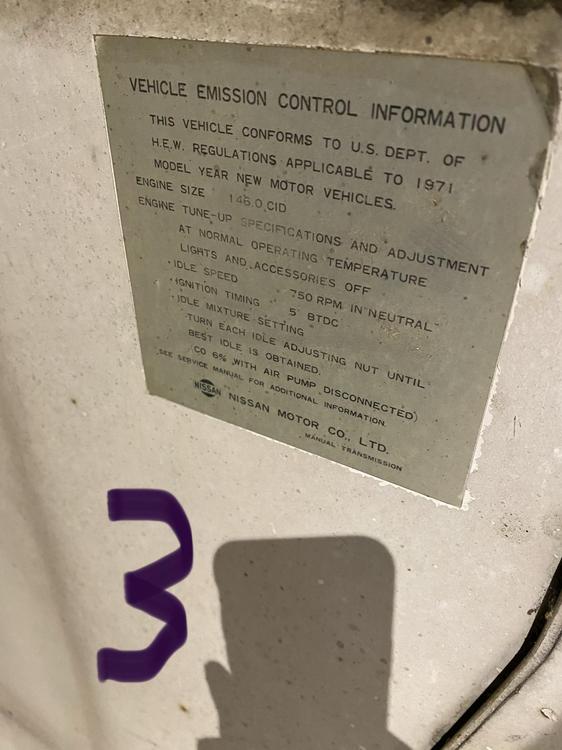 VEHICLE EMISSION CONTROL INFORMATION
THIS VEHICLE CONFORMS TO U.S. DEPT. OF
H.E.W. REGULATIONS APPLICABLE TO 1971
MODEL YEAR NEW MOTOR VEHICLES.
ENGINE SIZE 146.0 CID
ENGINE TUNE-UP SPECIFICATIONS AND ADJUSTMENT
AT NORMAL OPERATING TEMPERATURE
LIGHTS AND ACCESSORIES OFF
·IDLE SPEED 750 RPM IN "NEUTRAL"
·IGNITION TIMING 5° BTDC
·IDLE MIXTURE SETTING
TURN EACH IDLE ADJUSTING NUT UNTIL
BEST IDLE IS OBTAINED.
(CO 6% WITH AIR PUMP DISCONNECTED)
SEE SERVICE MANUAL FOR ADDITIONAL INFORMATION.
NISSAN NISSAN MOTOR CO., LTD.
MANUAL TRANSMISSION
3